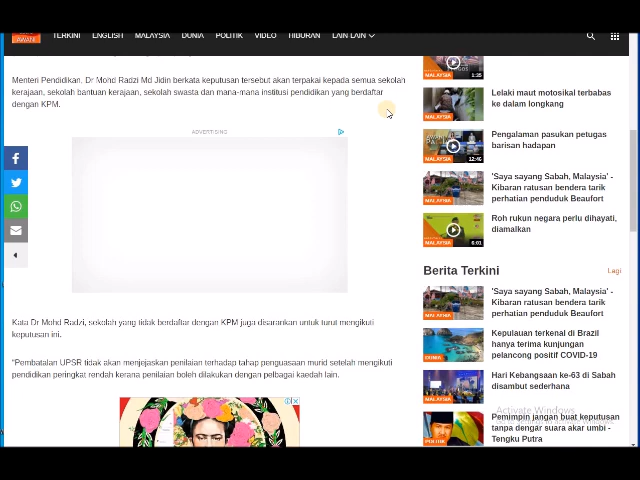 AWANI
TERKINI ENGLISH MALAYSIA DUNIA POLITIK VIDEO HIBURAN LAIN LAIN
Menteri Pendidikan, Dr Mohd Radzi Md Jidin berkata keputusan tersebut akan terpakai kepada semua sekolah
kerajaan, sekolah bantuan kerajaan, sekolah swasta dan mana-mana institusi pendidikan yang berdaftar
dengan KPM.
ADVERTISING
Kata Dr Mohd Radzi, sekolah yang tidak berdaftar dengan KPM juga disarankan untuk turut mengikuti
keputusan ini.
“Pembatalan UPSR tidak akan menjejaskan penilaian terhadap tahap penguasaan murid setelah mengikuti
pendidikan peringkat rendah kerana penilaian boleh dilakukan dengan pelbagai kaedah lain.
MALAYSIA
1:35
Lelaki maut motosikal terbabas
ke dalam longkang
MALAYSIA
Pengalaman pasukan petugas
barisan hadapan
MALAYSIA
12:46
'Saya sayang Sabah, Malaysia' -
Kibaran ratusan bendera tarik
perhatian penduduk Beaufort
MALAYSIA
Roh rukun negara perlu dihayati,
diamalkan
MALAYSIA
6:01
Berita Terkini
Lagi
'Saya sayang Sabah, Malaysia' -
Kibaran ratusan bendera tarik
perhatian penduduk Beaufort
MALAYSIA
Kepulauan terkenal di Brazil
hanya terima kunjungan
pelancong positif COVID-19
DUNIA
Hari Kebangsaan ke-63 di Sabah
disambut sederhana
MALAYSIA
Pemimpin jangan buat keputusan
tanpa dengar suara akar umbi -
Tengku Putra
POLITIK
Activate Windows